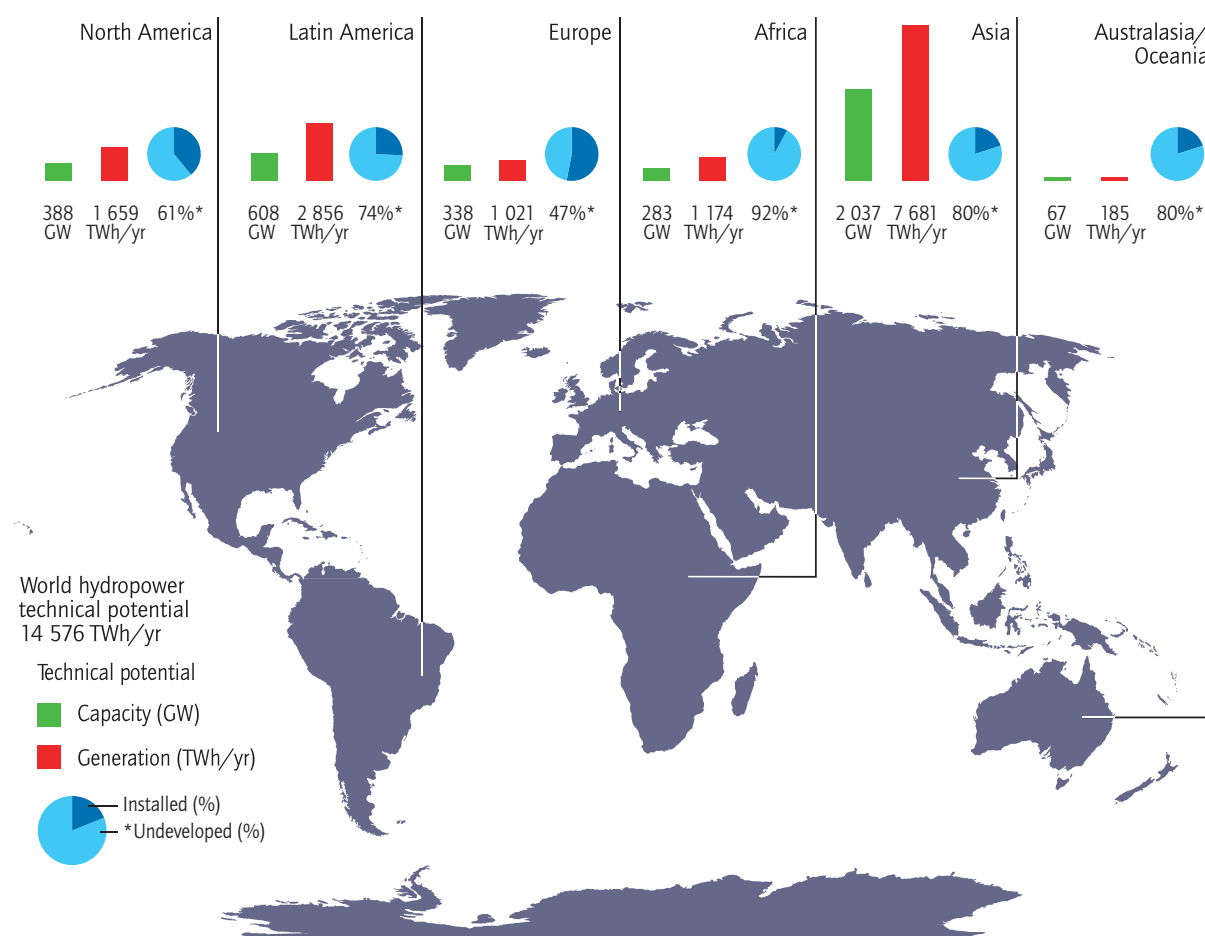 North America
Latin America
Europe
Africa
Asia
Australasia/
Oceania
388
GW
1 659
TWh/yr
61%*
608
GW
2 856
TWh/yr
74%*
338
GW
1 021
TWh/yr
47%*
283
GW
1 174
TWh/yr
92%*
2 037
GW
7 681
TWh/yr
80%*
67
GW
185
TWh/yr
80%*
World hydropower
technical potential
14 576 TWh/yr
Technical potential
Capacity (GW)
Generation (TWh/yr)
Installed (%)
*Undeveloped (%)